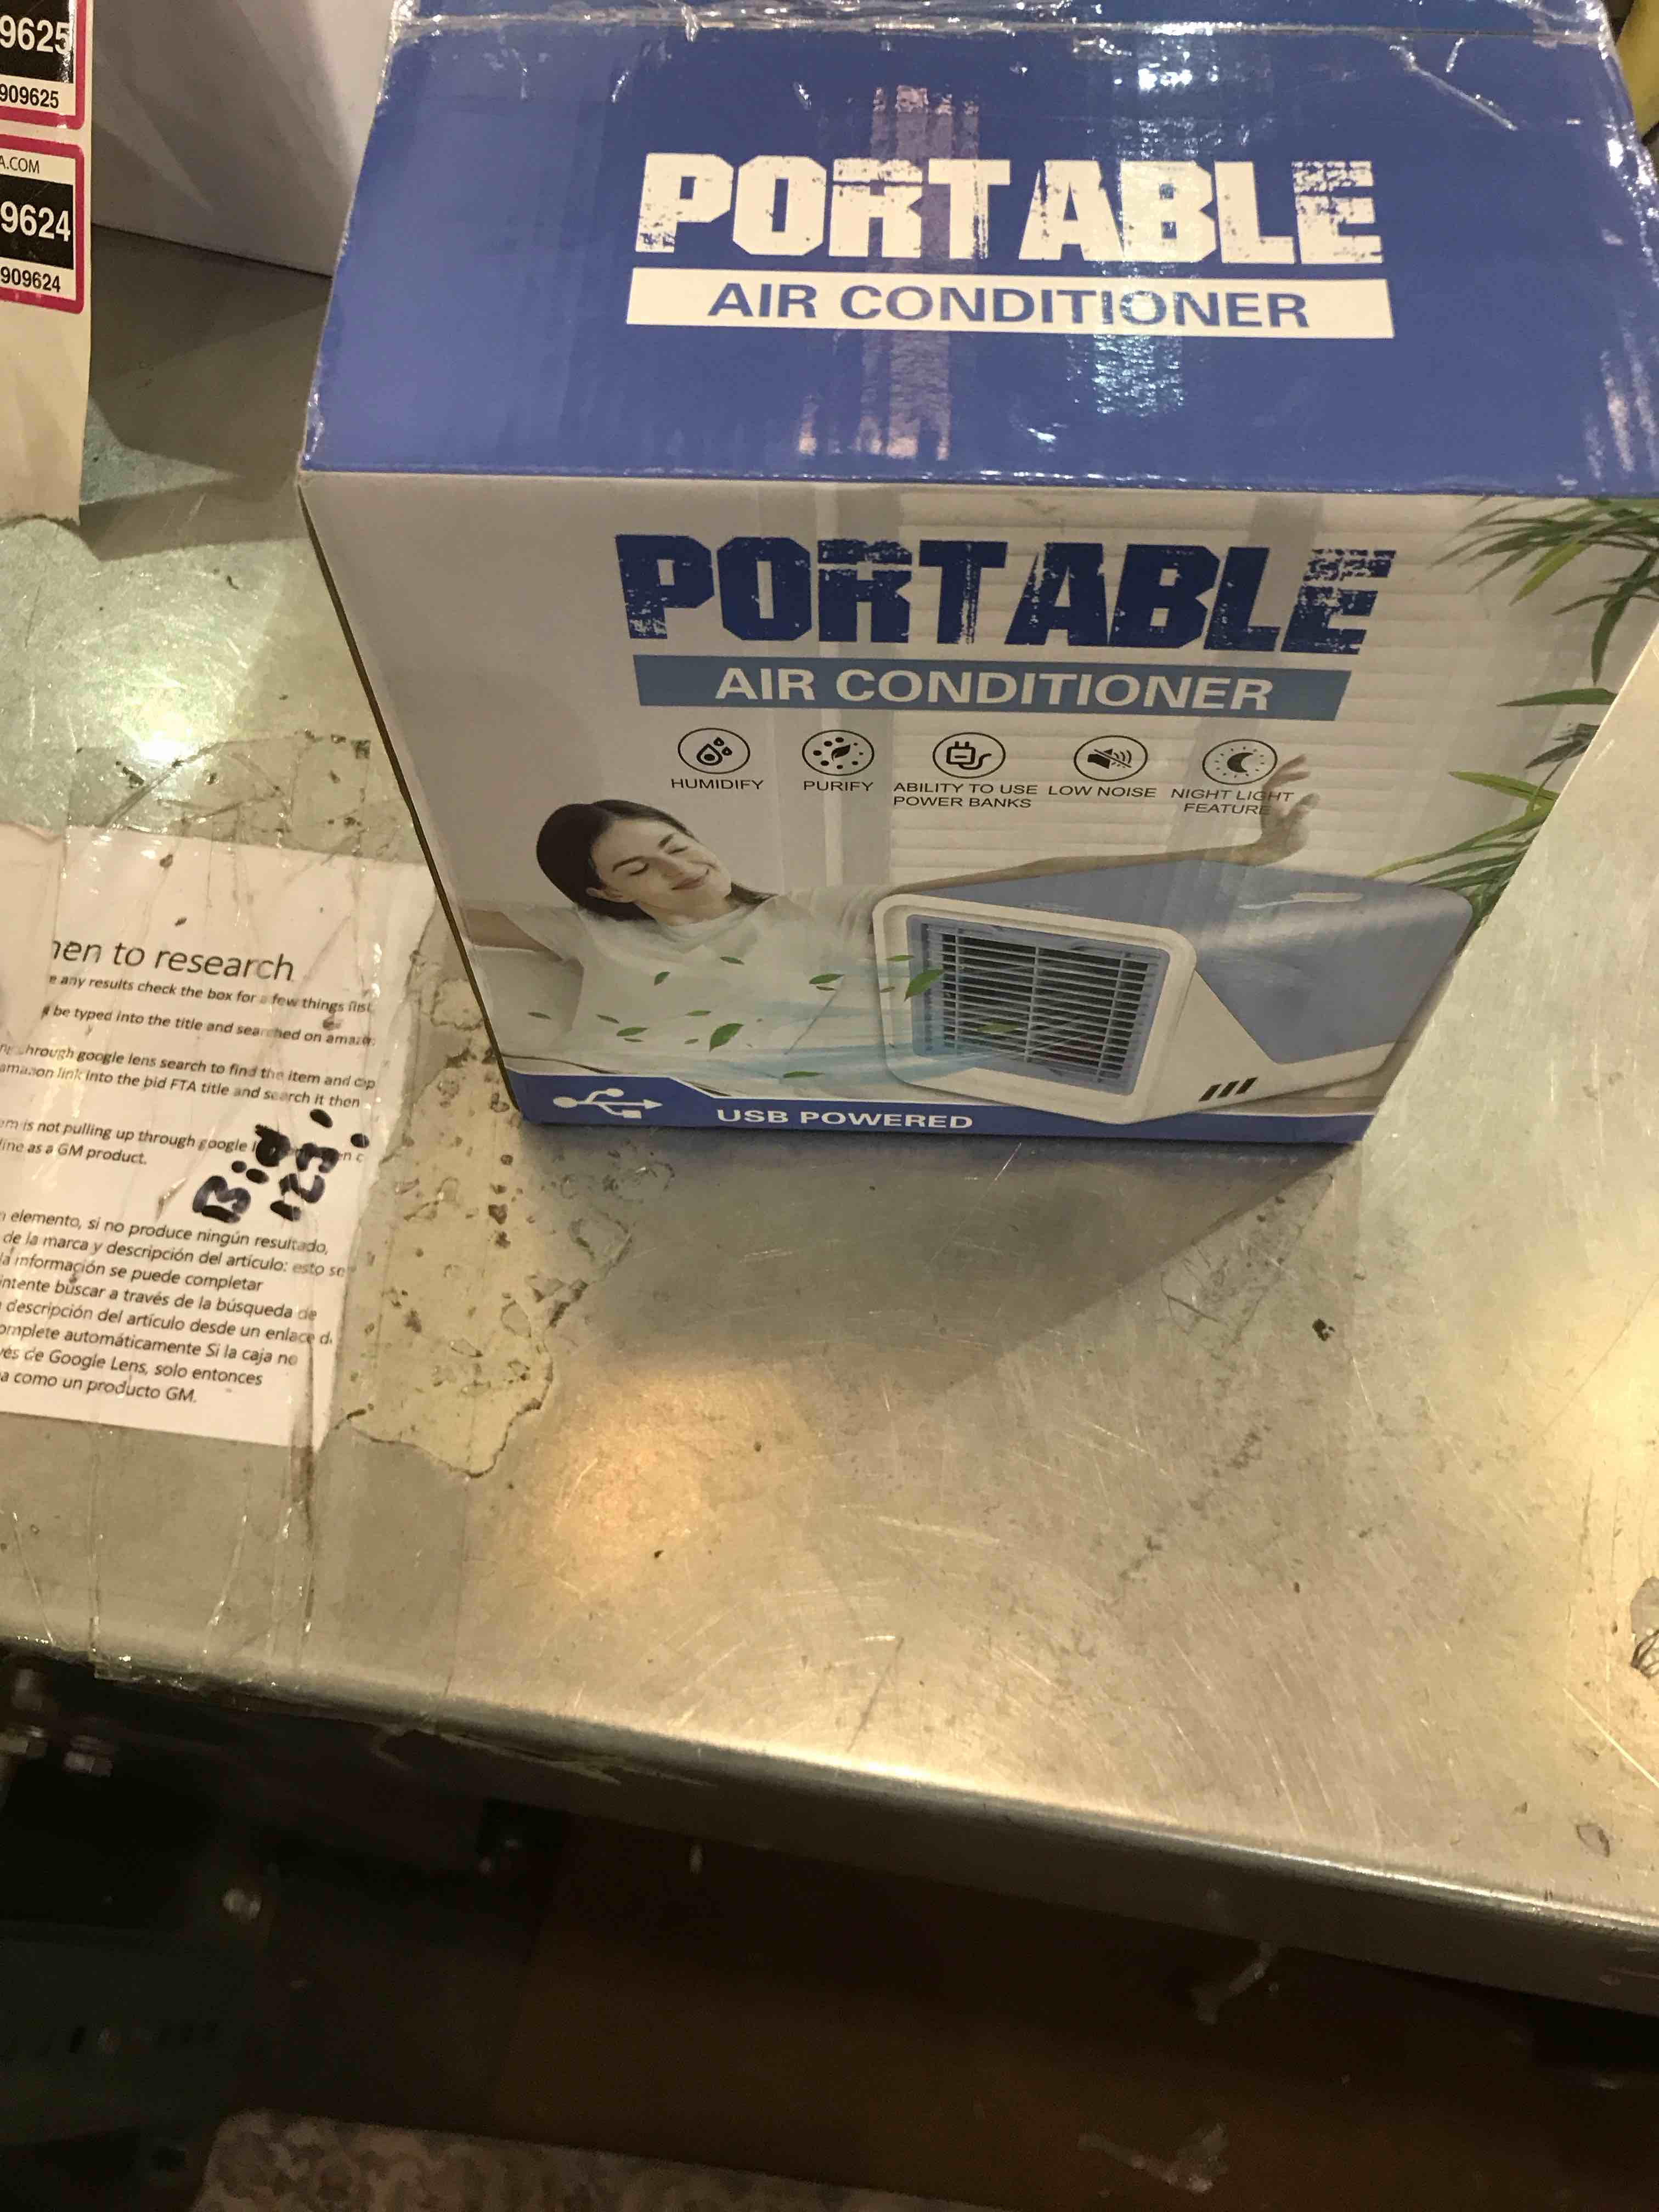 9625
909625
A.COM
9624
909624
PORTABLE
AIR CONDITIONER
PORTABLE
AIR CONDITIONER
HUMIDIFY
PURIFY
ABILITY TO USE
POWER BANKS
LOW NOISE
NIGHT LIGHT
FEATURE
USB POWERED
en to research
any results check the box for a few things first
be typed into the title and searched on amazon
through google lens search to find the item and cop
amazon link into the bid FTA title and search it then
m is not pulling up through google
ine as a GM product.
Bid
123.
elemento, si no produce ningún resultado,
de la marca y descripción del artículo: esto se
la información se puede completar
intente buscar a través de la búsqueda de
descripción del artículo desde un enlace d
omplete automáticamente Si la caja no
vés de Google Lens, solo entonces
a como un producto GM.